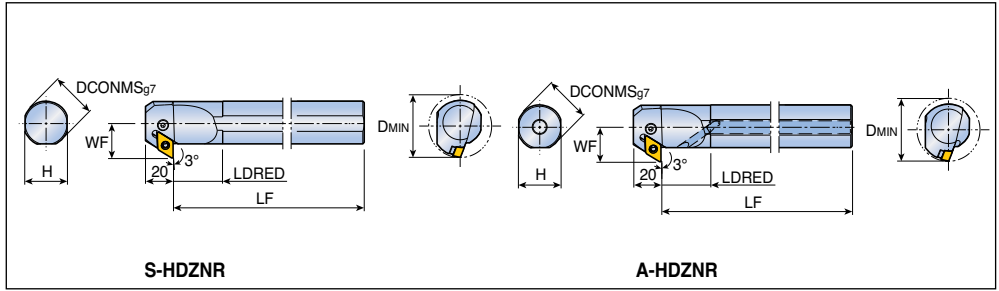 DCONMSg7
WF
H
20
3°
LDRED
LF
DMIN
S-HDZNR
DCONMSg7
WF
H
20
3°
LDRED
LF
DMIN
A-HDZNR